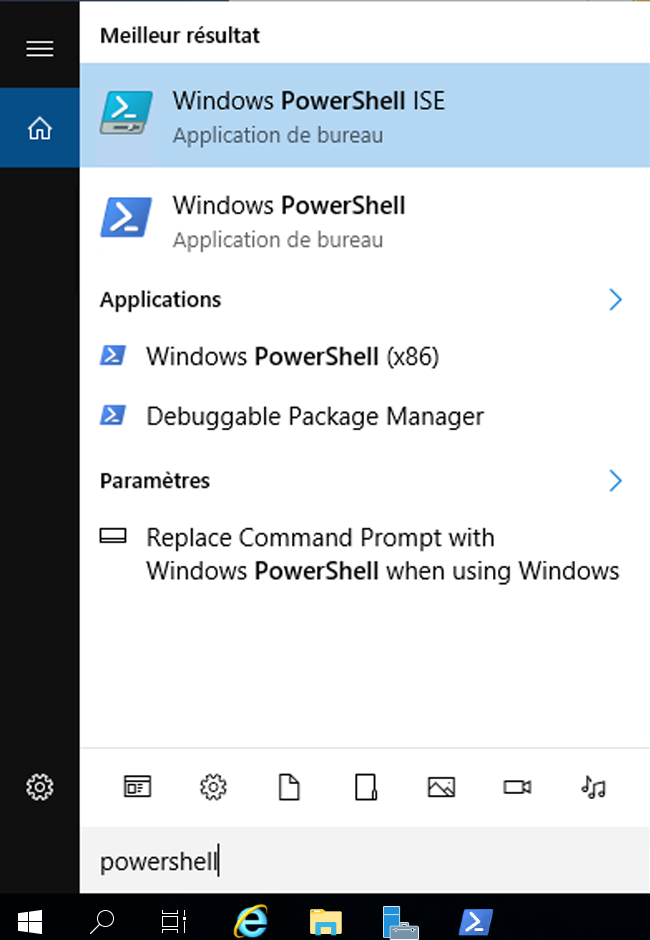 Meilleur résultat
Windows PowerShell ISE
Application de bureau
Windows PowerShell
Application de bureau
Applications
Windows PowerShell (x86)
Debuggable Package Manager
Paramètres
Replace Command Prompt with
Windows PowerShell when using Windows
powershell